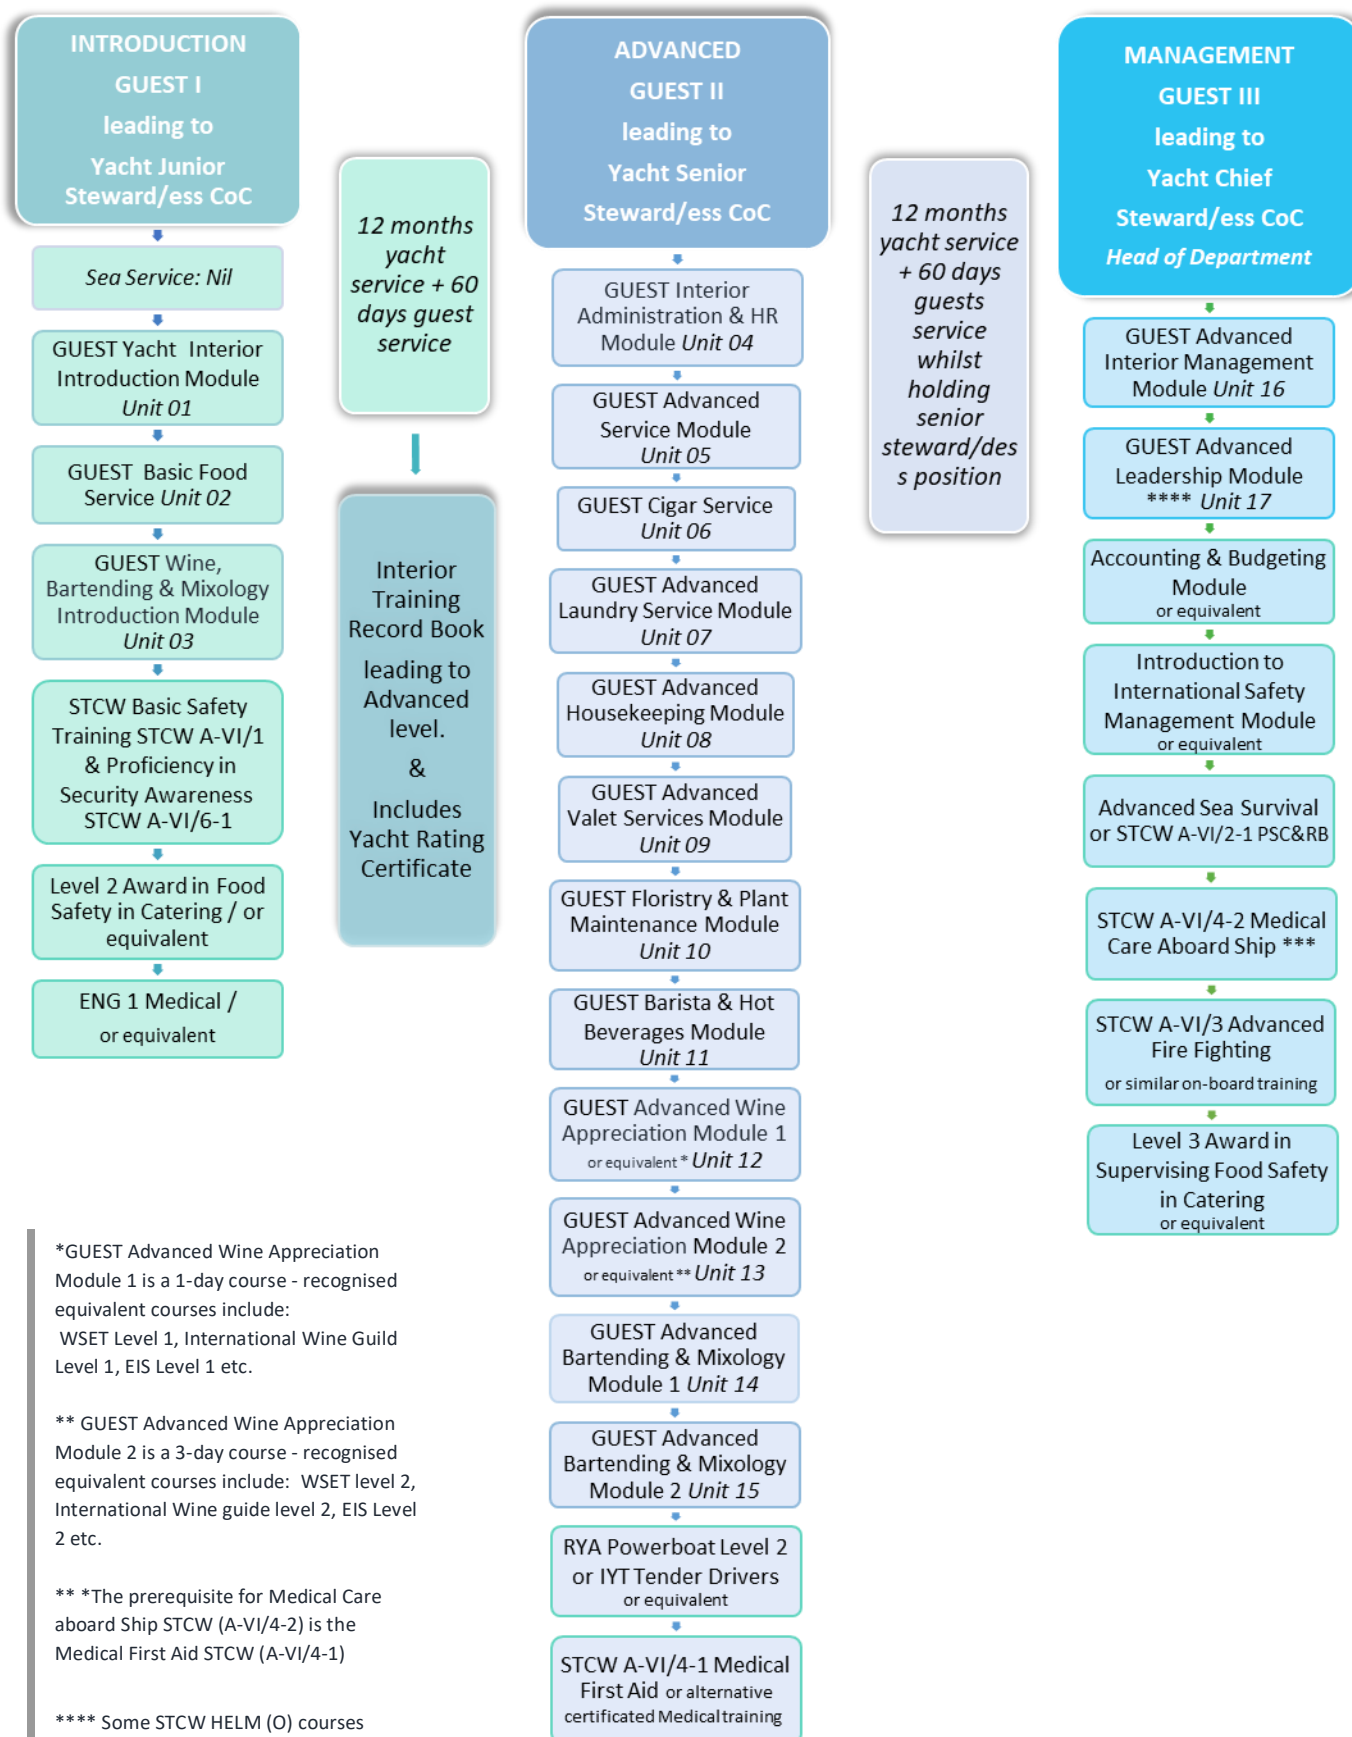 INTRODUCTION
GUEST I
leading to
Yacht Junior
Steward/ess CoC
Sea Service: Nil
GUEST Yacht Interior
Introduction Module
Unit 01
GUEST Basic Food
Service Unit 02
GUEST Wine,
Bartending & Mixology
Introduction Module
Unit 03
STCW Basic Safety
Training STCW A-VI/1
& Proficiency in
Security Awareness
STCW A-VI/6-1
Level 2 Award in Food
Safety in Catering / or
equivalent
ENG 1 Medical /
or equivalent
12 months
yacht
service + 60
days guest
service
Interior
Training
Record Book
leading to
Advanced
level.
&
Includes
Yacht Rating
Certificate
ADVANCED
GUEST II
leading to
Yacht Senior
Steward/ess CoC
GUEST Interior
Administration & HR
Module Unit 04
GUEST Advanced
Service Module
Unit 05
GUEST Cigar Service
Unit 06
GUEST Advanced
Laundry Service Module
Unit 07
GUEST Advanced
Housekeeping Module
Unit 08
GUEST Advanced
Valet Services Module
Unit 09
GUEST Floristry & Plant
Maintenance Module
Unit 10
GUEST Barista & Hot
Beverages Module
Unit 11
GUEST Advanced Wine
Appreciation Module 1
or equivalent * Unit 12
GUEST Advanced Wine
Appreciation Module 2
or equivalent ** Unit 13
GUEST Advanced
Bartending & Mixology
Module 1 Unit 14
GUEST Advanced
Bartending & Mixology
Module 2 Unit 15
RYA Powerboat Level 2
or IYT Tender Drivers
or equivalent
STCW A-VI/4-1 Medical
First Aid or alternative
certificated Medical training
12 months
yacht service
+ 60 days
guests
service
whilst
holding
senior
steward/des
s position
MANAGEMENT
GUEST III
leading to
Yacht Chief
Steward/ess CoC
Head of Department
GUEST Advanced
Interior Management
Module Unit 16
GUEST Advanced
Leadership Module
**** Unit 17
Accounting & Budgeting
Module
or equivalent
Introduction to
International Safety
Management Module
or equivalent
Advanced Sea Survival
or STCW A-VI/2-1 PSC&RB
STCW A-VI/4-2 Medical
Care Aboard Ship ***
STCW A-VI/3 Advanced
Fire Fighting
or similar on-board training
Level 3 Award in
Supervising Food Safety
in Catering
or equivalent
*GUEST Advanced Wine Appreciation
Module 1 is a 1-day course - recognised
equivalent courses include:
WSET Level 1, International Wine Guild
Level 1, EIS Level 1 etc.
** GUEST Advanced Wine Appreciation
Module 2 is a 3-day course - recognised
equivalent courses include: WSET level 2,
International Wine guide level 2, EIS Level
2 etc.
** *The prerequisite for Medical Care
aboard Ship STCW (A-VI/4-2) is the
Medical First Aid STCW (A-VI/4-1)
**** Some STCW HELM (O) courses